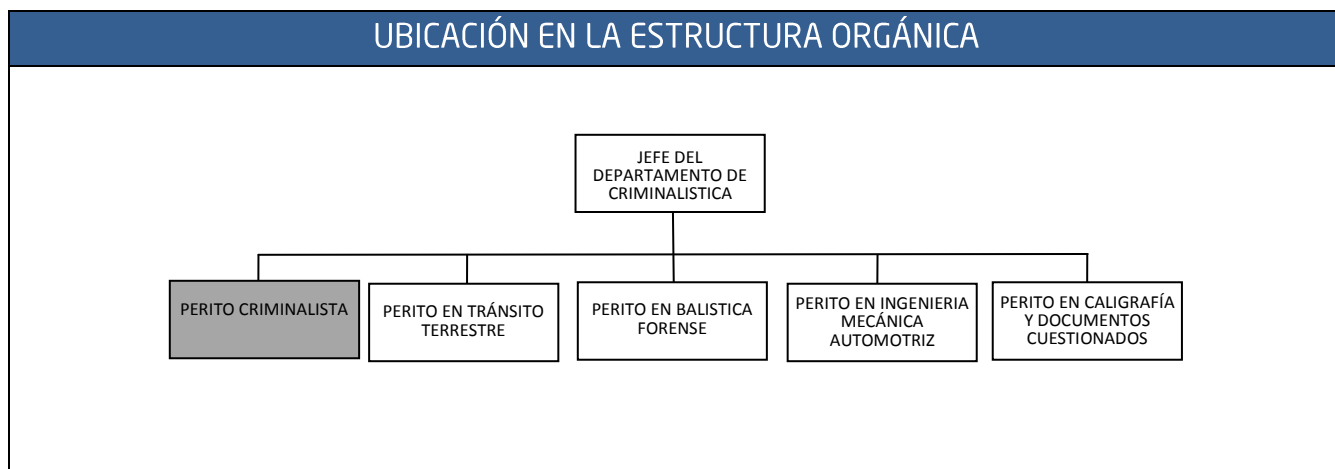 UBICACIÓN EN LA ESTRUCTURA ORGÁNICA
JEFE DEL
DEPARTAMENTO DE
CRIMINALISTICA
PERITO CRIMINALISTA
PERITO EN TRÁNSITO
TERRESTRE
PERITO EN BALISTICA
FORENSE
PERITO EN INGENIERIA
MECÁNICA
AUTOMOTRIZ
PERITO EN CALIGRAFÍA
Y DOCUMENTOS
CUESTIONADOS